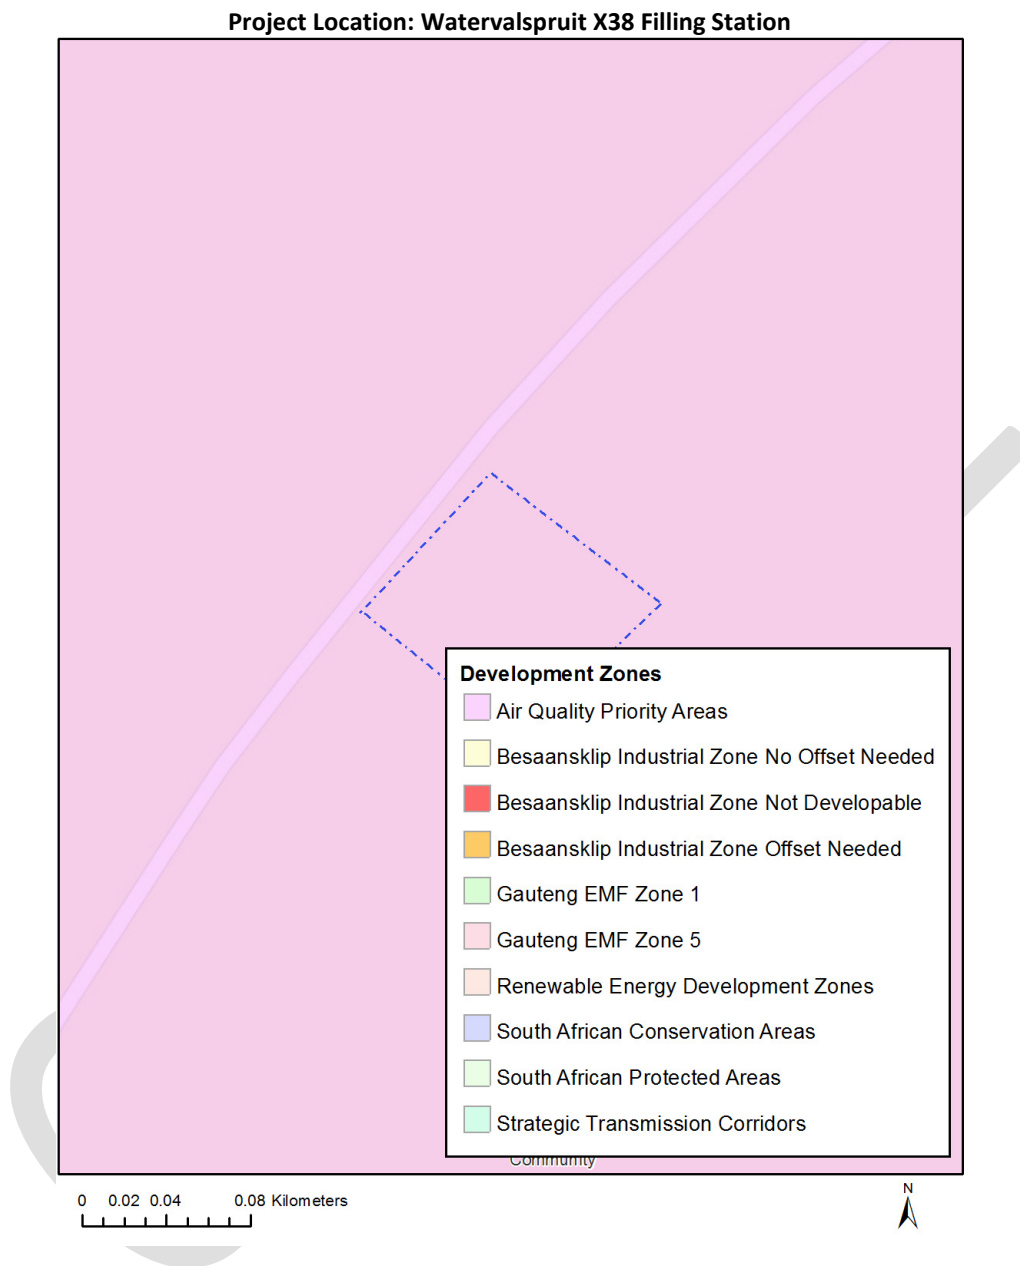 Project Location: Watervalspruit X38 Filling Station
Development Zones
Air Quality Priority Areas
Besaansklip Industrial Zone No Offset Needed
Besaansklip Industrial Zone Not Developable
Besaansklip Industrial Zone Offset Needed
Gauteng EMF Zone 1
Gauteng EMF Zone 5
Renewable Energy Development Zones
South African Conservation Areas
South African Protected Areas
Strategic Transmission Corridors
Community
0 0.02 0.04 0.08 Kilometers
N